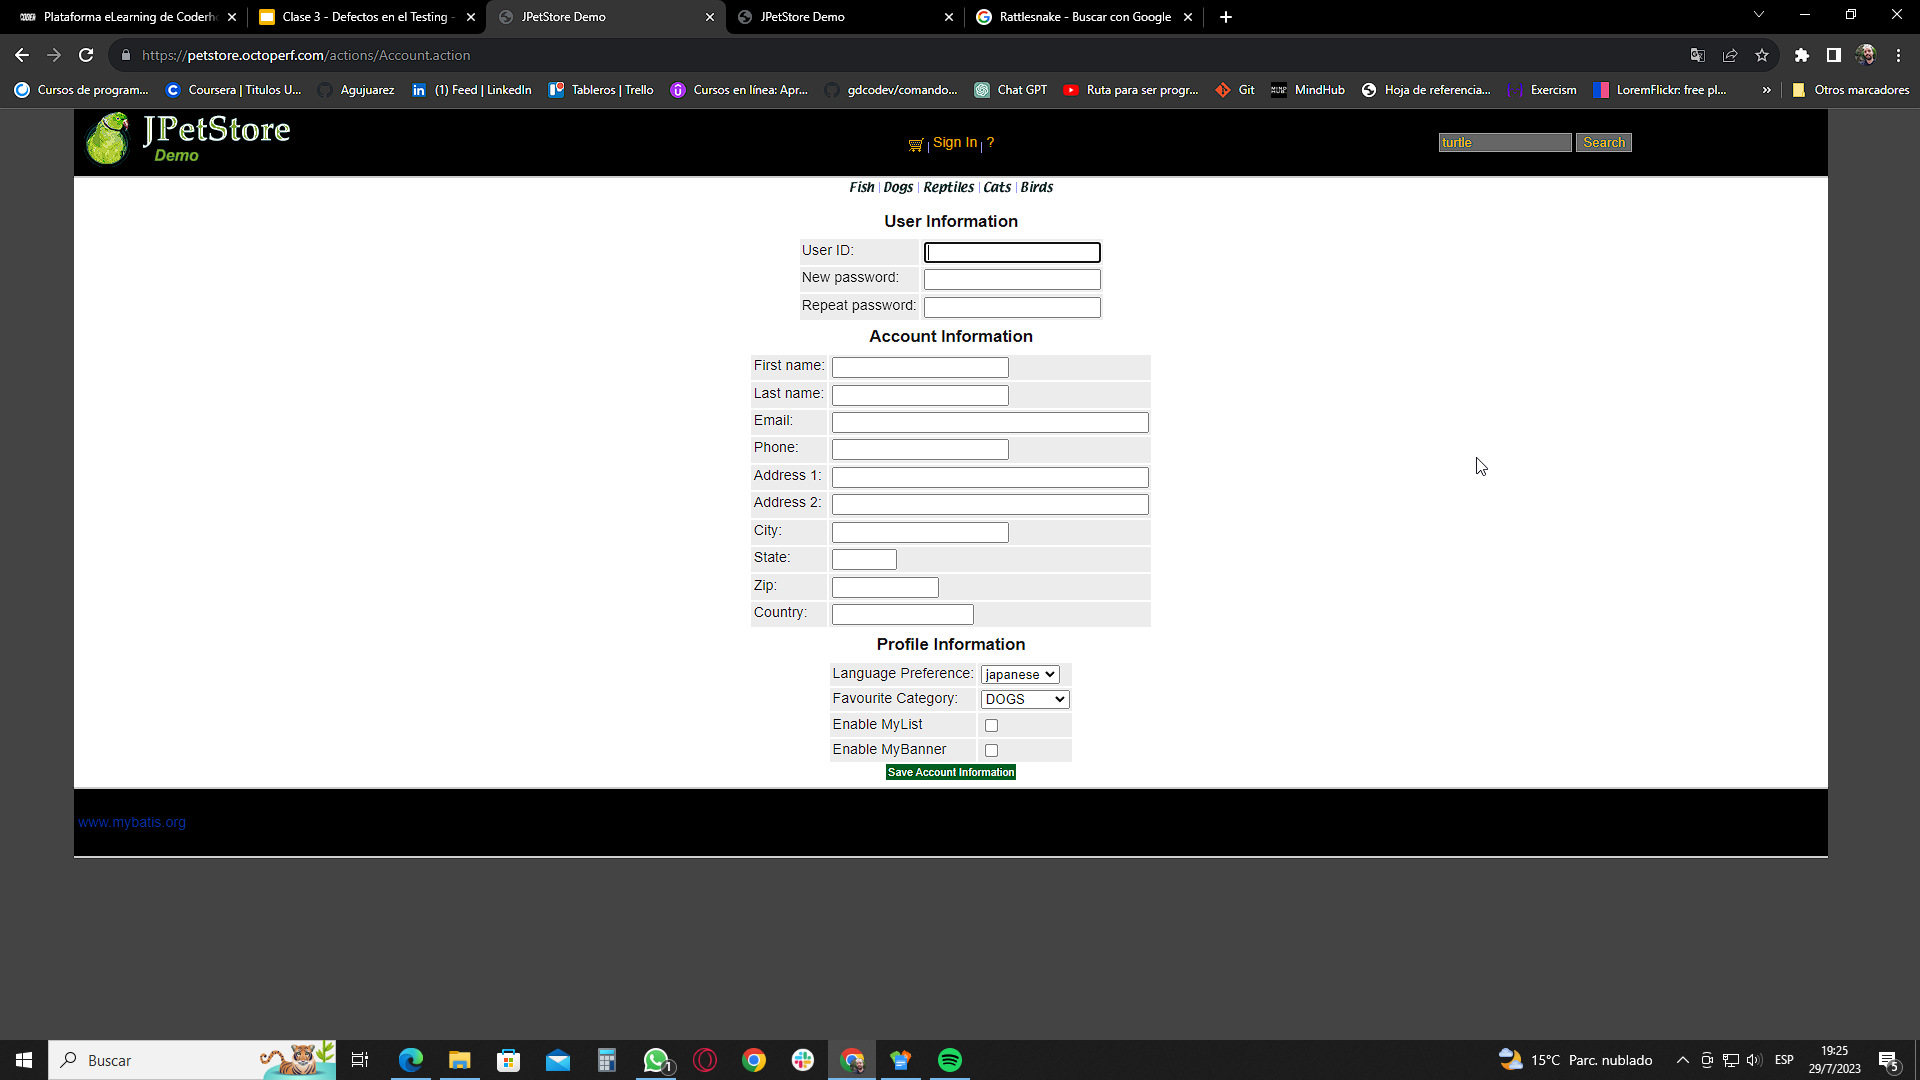 Plataforma eLearning de Coderh
Clase 3 - Defectos en el Testing -
JPetStore Demo
JPetStore Demo
Rattlesnake - Buscar con Google
https://petstore.octoperf.com/actions/Account.action
Cursos de program...
Coursera | Titulos U...
Agujuarez
(1) Feed | LinkedIn
Tableros | Trello
Cursos en línea: Apr...
gdcodev/comando...
Chat GPT
Ruta para ser progr...
Git
MindHub
Hoja de referencia...
Exercism
LoremFlickr: free pl...
»
Otros marcadores
JPetStore
Demo
| Sign In | ?
turtle
Search
Fish | Dogs | Reptiles | Cats | Birds
User Information
User ID:
New password:
Repeat password:
Account Information
First name:
Last name:
Email:
Phone:
Address 1:
Address 2:
City:
State:
Zip:
Country:
Profile Information
Language Preference: japanese
Favourite Category: DOGS
Enable MyList
Enable MyBanner
Save Account Information
www.mybatis.org
Buscar
1
15°C Parc. nublado
ESP
19:25
29/7/2023
5